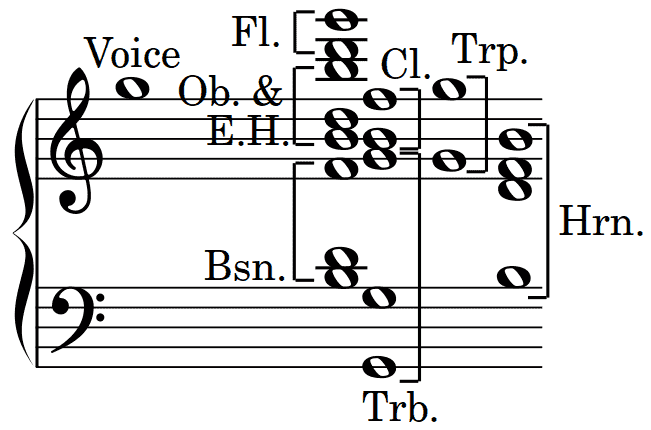 Fl.
Voice
Cl.
Trp.
Ob. &
E.H.
Hrn.
Bsn.
Trb.